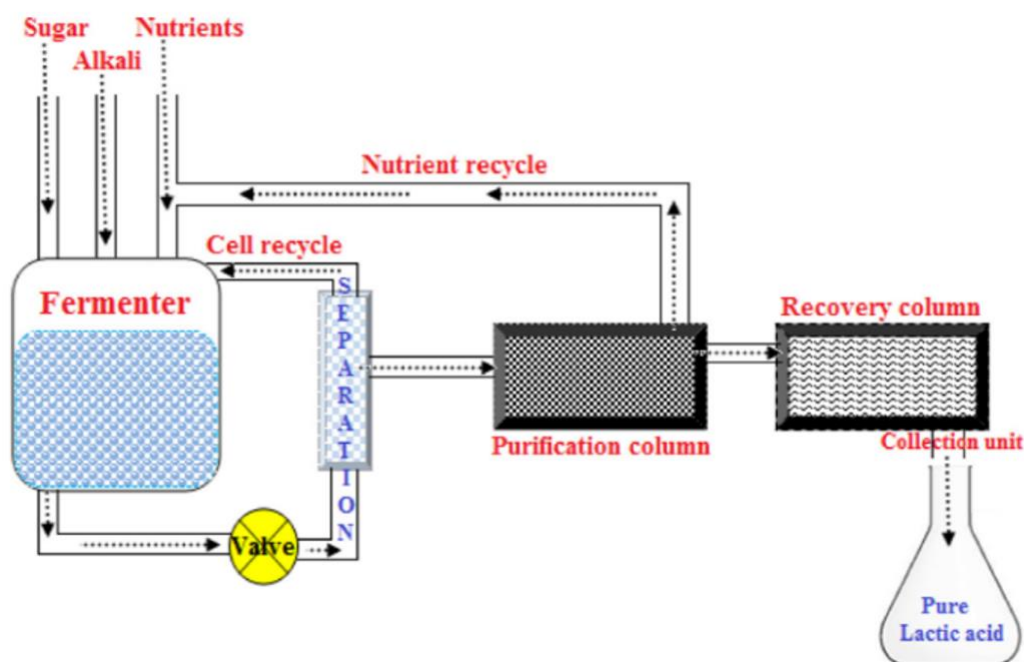 Sugar
Nutrients
Alkali
Nutrient recycle
Cell recycle
Fermenter
SEPARATION
Recovery column
Purification column
Collection unit
Valve
Pure
Lactic acid